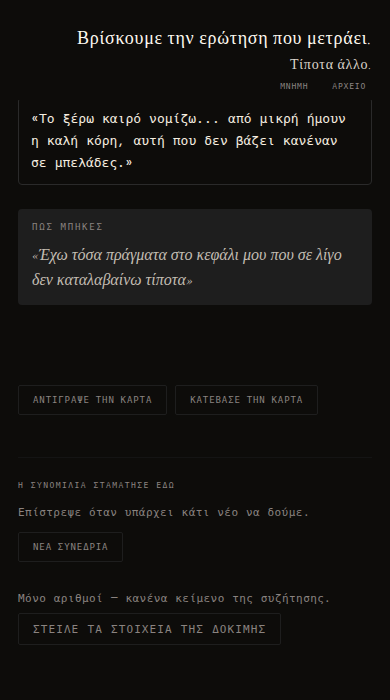 Βρίσκουμε την ερώτηση που μετράει.
Τίποτα άλλο.
ΜΝΗΜΗ ΑΡΧΕΙΟ
«Το ξέρω καιρό νομίζω... από μικρή ήμουν
η καλή κόρη, αυτή που δεν βάζει κανέναν
σε μπελάδες.»
ΠΩΣ ΜΠΗΚΕΣ
«Έχω τόσα πράγματα στο κεφάλι μου που σε λίγο
δεν καταλαβαίνω τίποτα»
ΑΝΤΙΓΡΑΨΕ ΤΗΝ ΚΑΡΤΑ ΚΑΤΕΒΑΣΕ ΤΗΝ ΚΑΡΤΑ
Η ΣΥΝΟΜΙΛΙΑ ΣΤΑΜΑΤΗΣΕ ΕΔΩ
Επίστρεψε όταν υπάρχει κάτι νέο να δούμε.
ΝΕΑ ΣΥΝΕΔΡΙΑ
Μόνο αριθμοί — κανένα κείμενο της συζήτησης.
ΣΤΕΙΛΕ ΤΑ ΣΤΟΙΧΕΙΑ ΤΗΣ ΔΟΚΙΜΗΣ